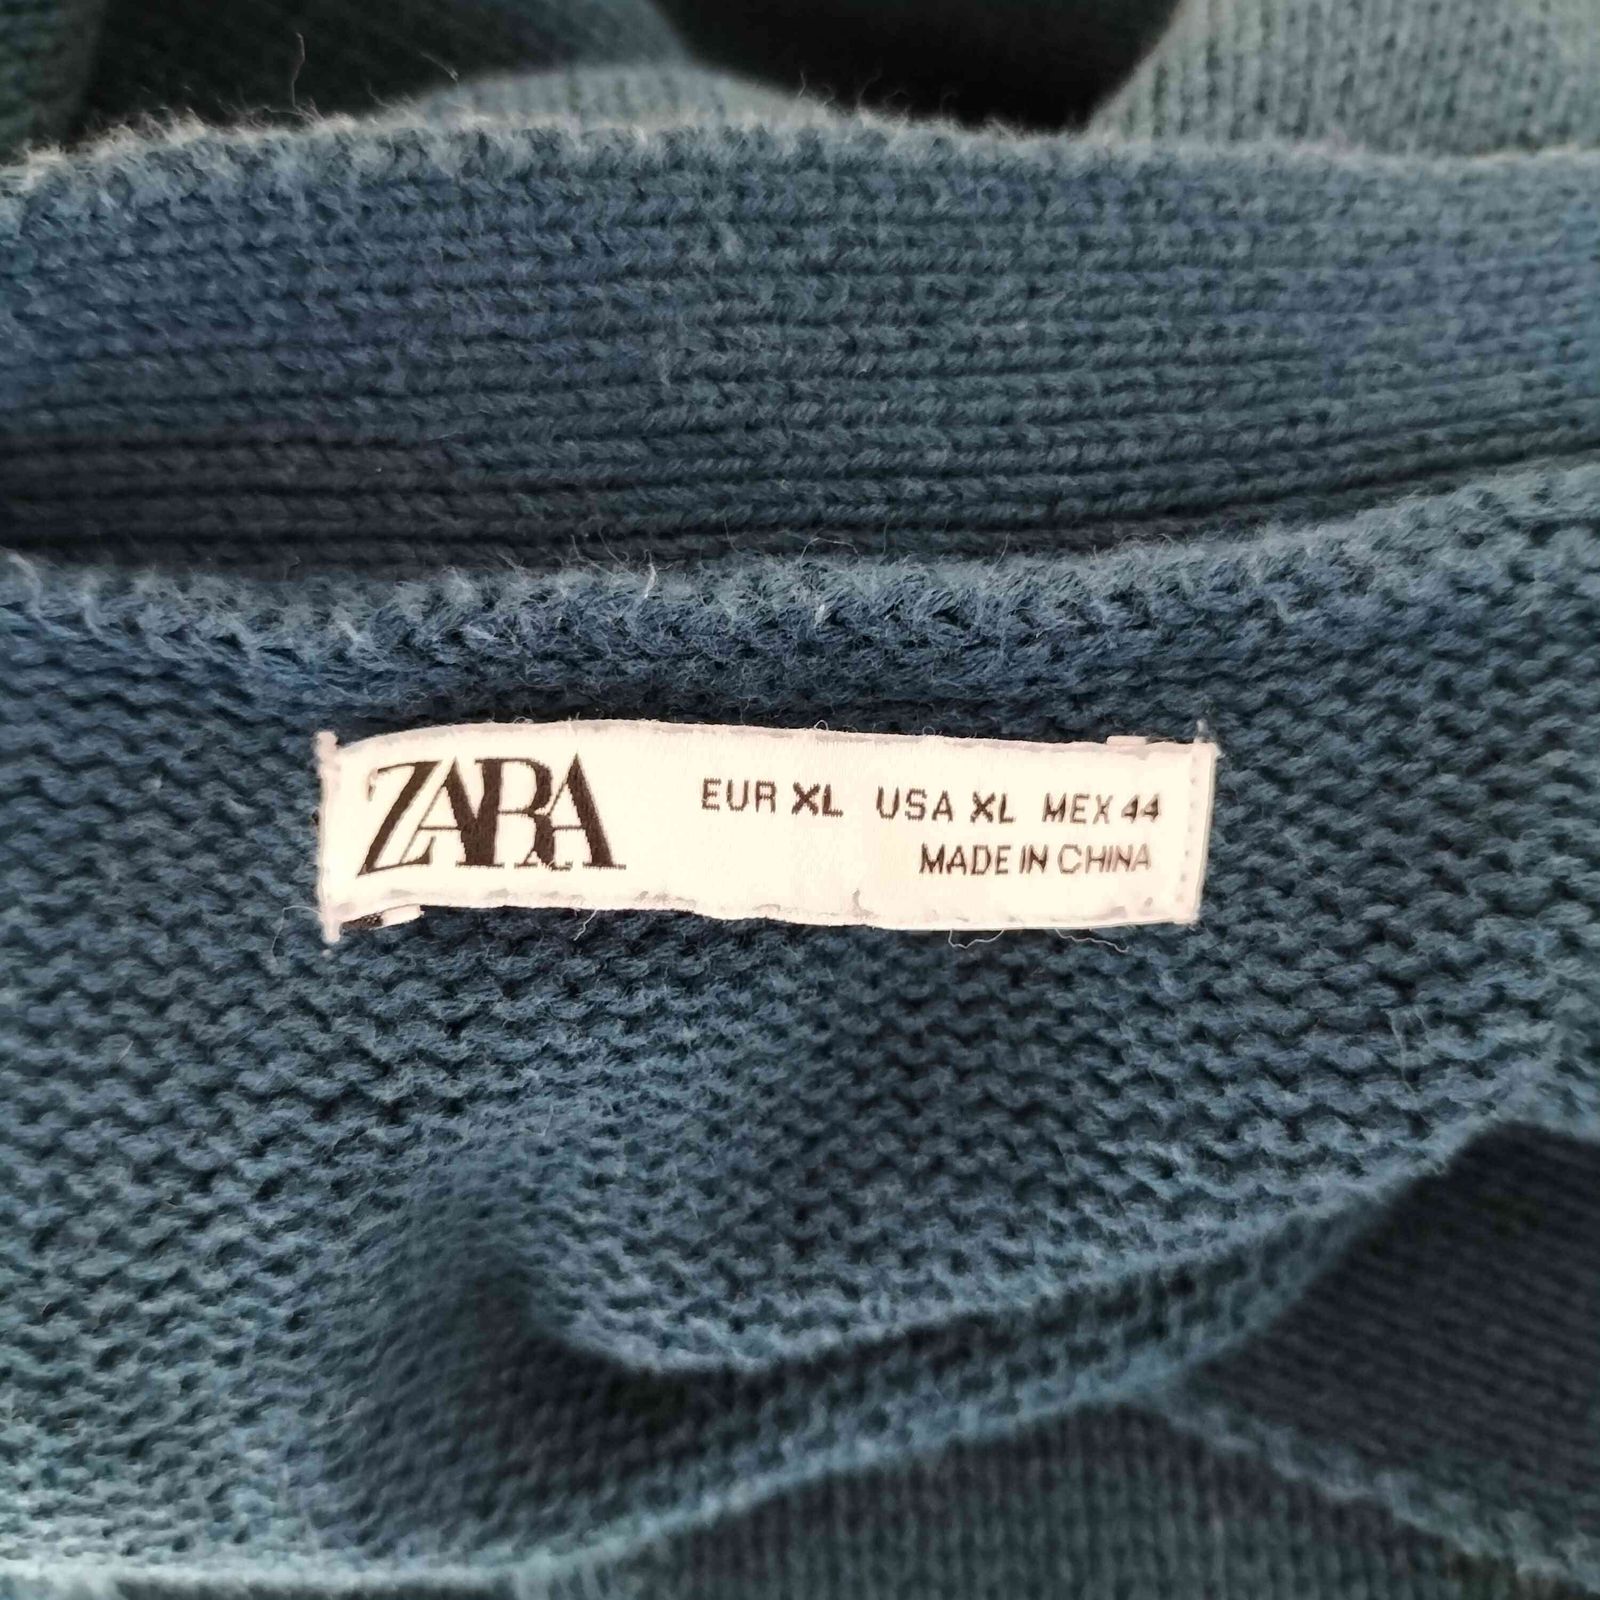 ZARA
EUR XL USA XL MEX 44
MADE IN CHINA